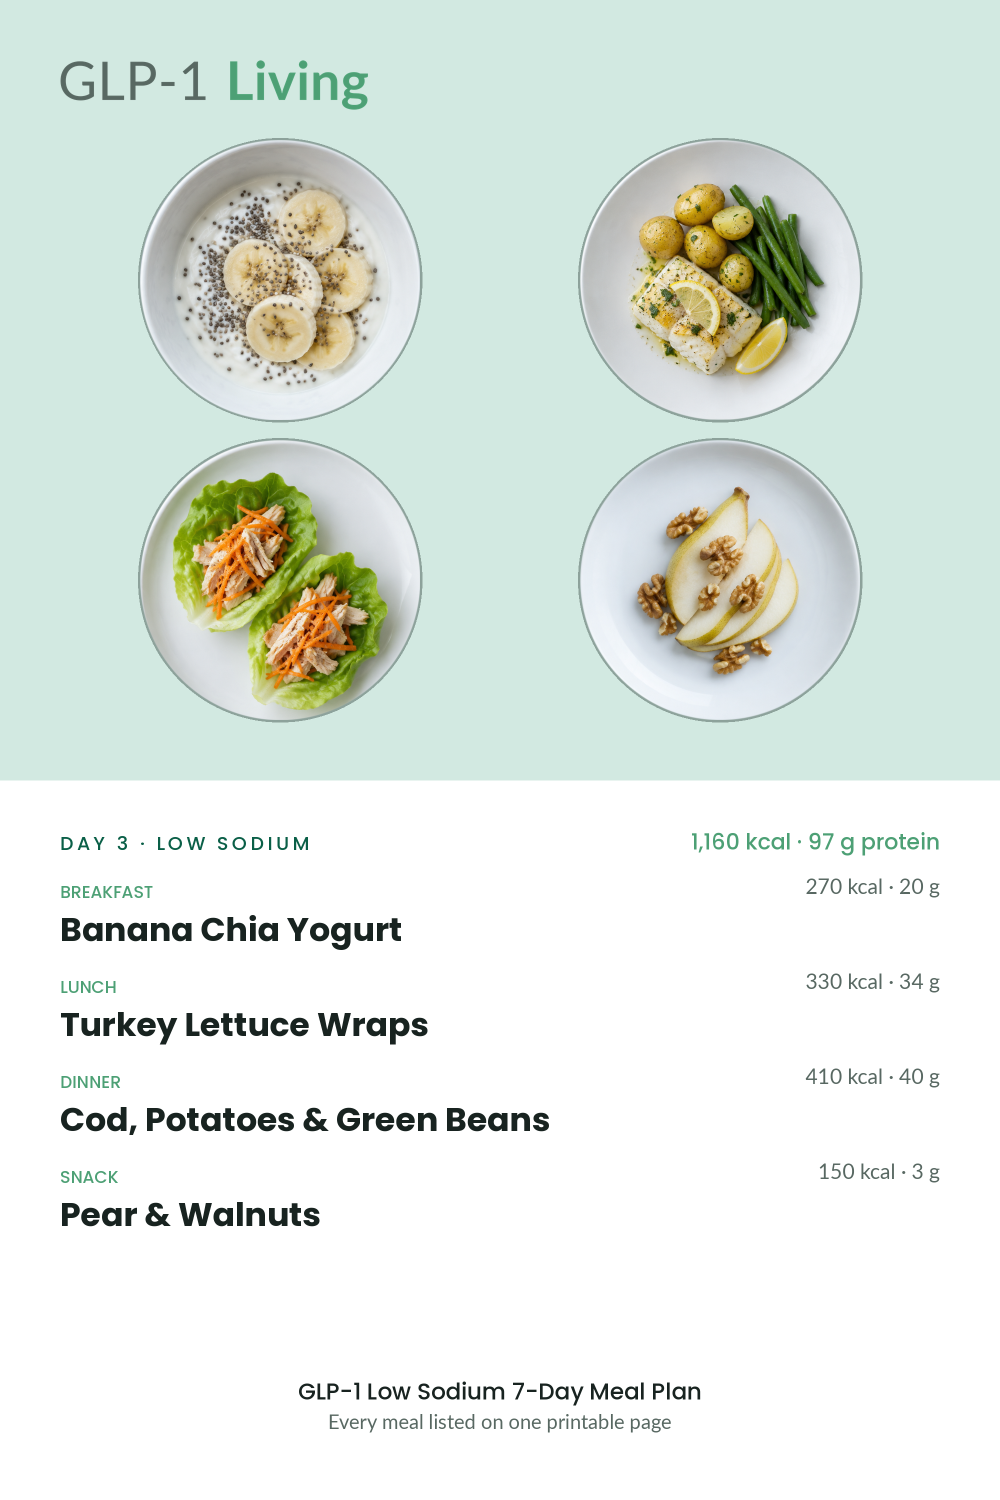 GLP-1 Living
DAY 3 · LOW SODIUM
1,160 kcal · 97 g protein
BREAKFAST
270 kcal · 20 g
Banana Chia Yogurt
LUNCH
330 kcal · 34 g
Turkey Lettuce Wraps
DINNER
410 kcal · 40 g
Cod, Potatoes & Green Beans
SNACK
150 kcal · 3 g
Pear & Walnuts
GLP-1 Low Sodium 7-Day Meal Plan
Every meal listed on one printable page